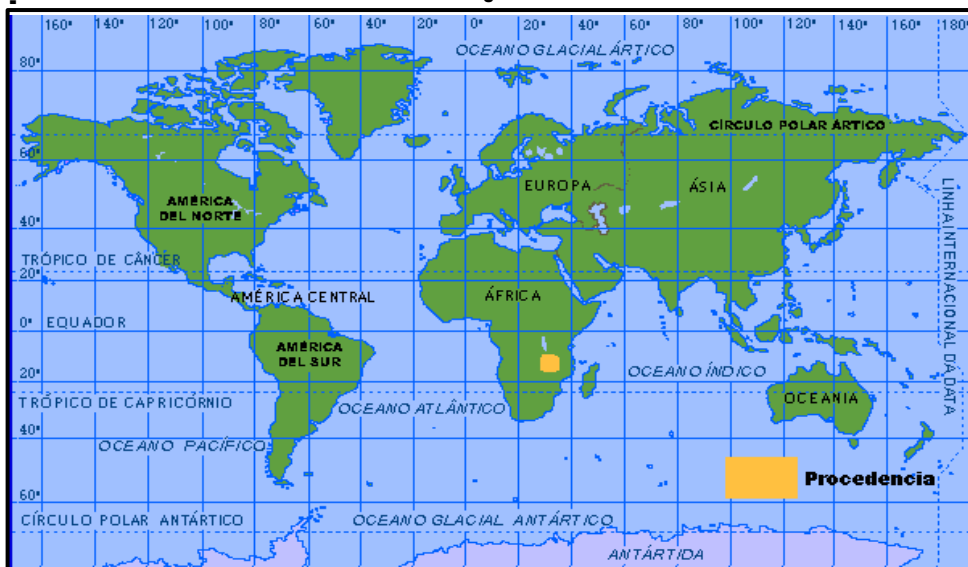 160° 140° 120° 100° 80° 60° 40° 20° 0° 20° 40° 60° 80° 100° 120° 140° 160° 180°
OCEANO GLACIAL ÁRTICO
80°
CÍRCULO POLAR ÁRTICO
60°
EUROPA
ÁSIA
AMÉRICA
DEL NORTE
LINHA INTERNACIONAL DA DATA
40°
TRÓPICO DE CÂNCER
20°
AMÉRICA CENTRAL
ÁFRICA
0° EQUADOR
AMÉRICA
DEL SUR
OCEANO ÍNDICO
20°
TRÓPICO DE CAPRICÓRNIO
OCEANO ATLÂNTICO
OCEANIA
40°
OCEANO PACÍFICO
Procedencia
60°
CÍRCULO POLAR ANTÁRTICO
OCEANO GLACIAL ANTÁRTICO
ANTÁRTIDA